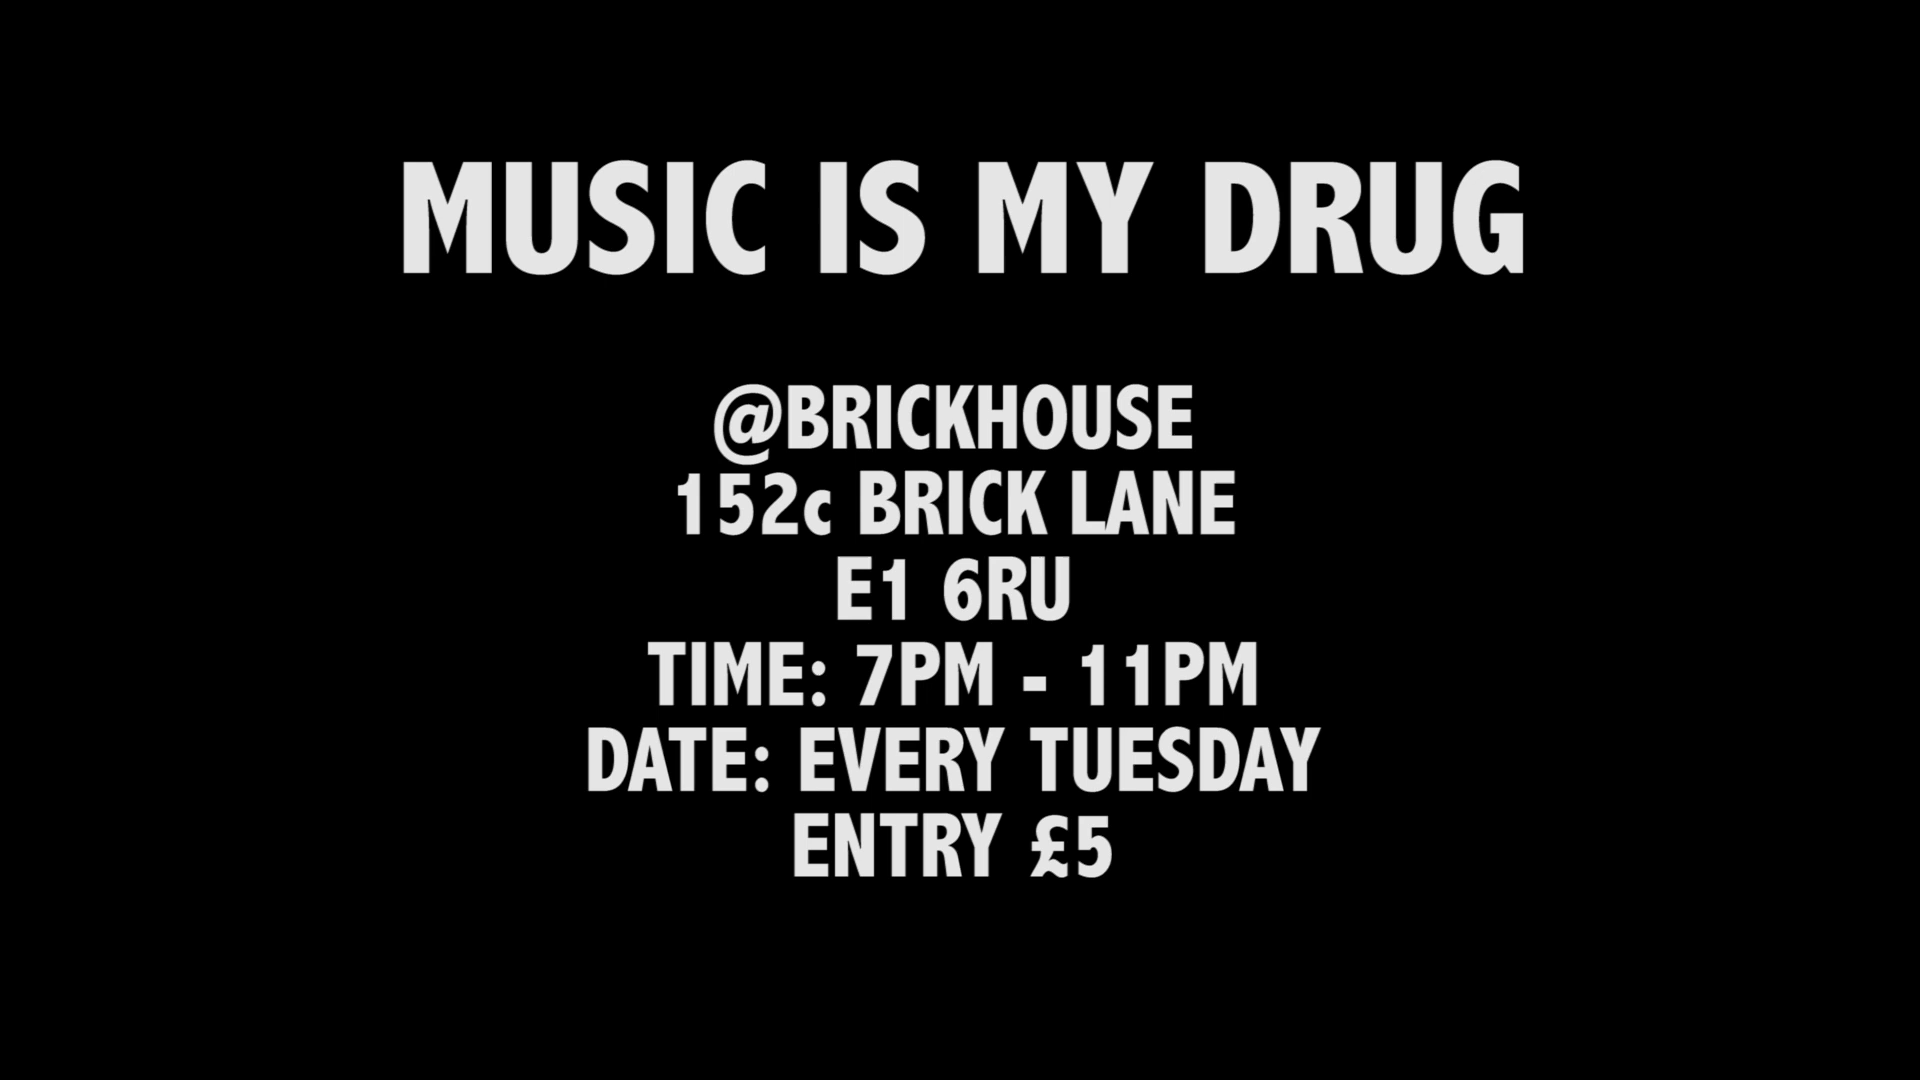 MUSIC IS MY DRUG
@BRICKHOUSE
152c BRICK LANE
E1 6RU
TIME: 7PM - 11PM
DATE: EVERY TUESDAY
ENTRY £5